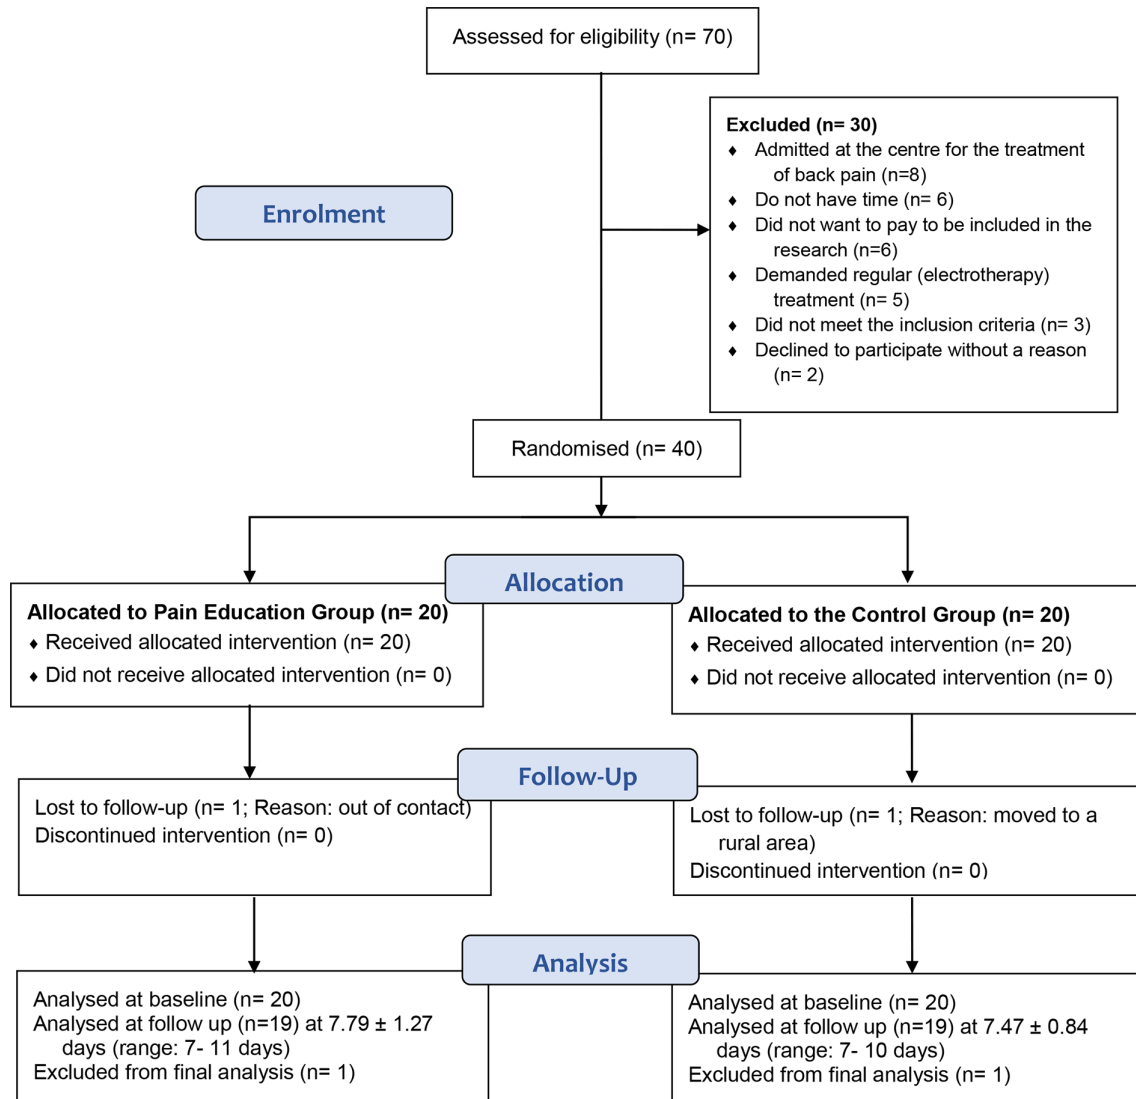 Assessed for eligibility (n= 70)
Excluded (n= 30)
♦ Admitted at the centre for the treatment
of back pain (n=8)
♦ Do not have time (n= 6)
♦ Did not want to pay to be included in the
research (n=6)
♦ Demanded regular (electrotherapy)
treatment (n= 5)
♦ Did not meet the inclusion criteria (n= 3)
♦ Declined to participate without a reason
(n= 2)
Enrolment
Randomised (n= 40)
Allocation
Allocated to Pain Education Group (n= 20)
♦ Received allocated intervention (n= 20)
♦ Did not receive allocated intervention (n= 0)
Allocated to the Control Group (n= 20)
♦ Received allocated intervention (n= 20)
♦ Did not receive allocated intervention (n= 0)
Follow-Up
Lost to follow-up (n= 1; Reason: out of contact)
Discontinued intervention (n= 0)
Lost to follow-up (n= 1; Reason: moved to a
rural area)
Discontinued intervention (n= 0)
Analysis
Analysed at baseline (n= 20)
Analysed at follow up (n=19) at 7.79 ± 1.27
days (range: 7- 11 days)
Excluded from final analysis (n= 1)
Analysed at baseline (n= 20)
Analysed at follow up (n=19) at 7.47 ± 0.84
days (range: 7- 10 days)
Excluded from final analysis (n= 1)